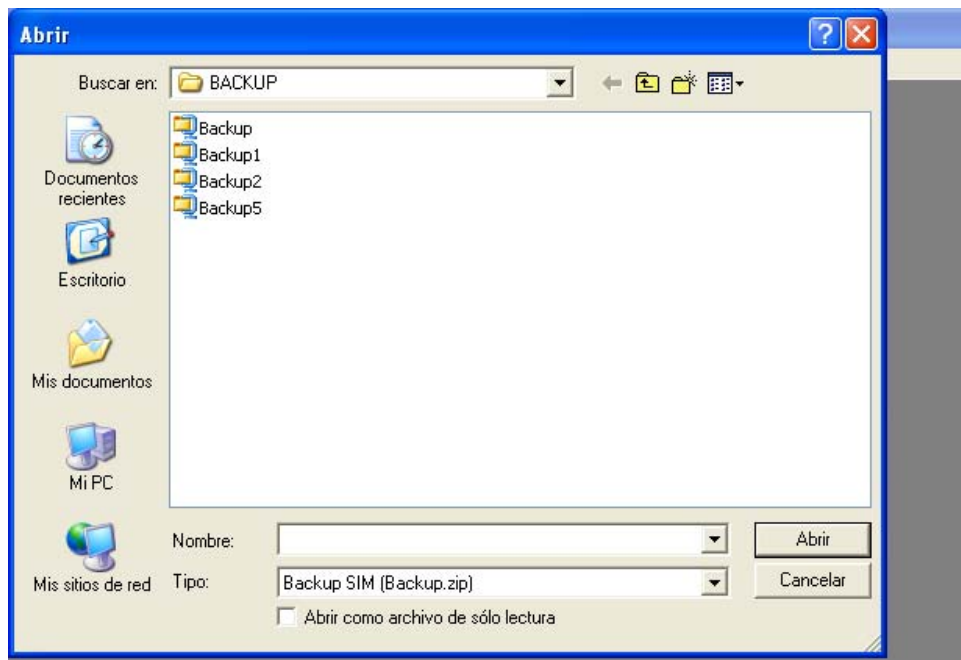 Abrir
Buscar en: BACKUP
Backup
Backup1
Backup2
Backup5
Documentos
recientes
Escritorio
Mis documentos
Mi PC
Mis sitios de red
Nombre:
Abrir
Tipo: Backup SIM (Backup.zip)
Cancelar
Abrir como archivo de sólo lectura